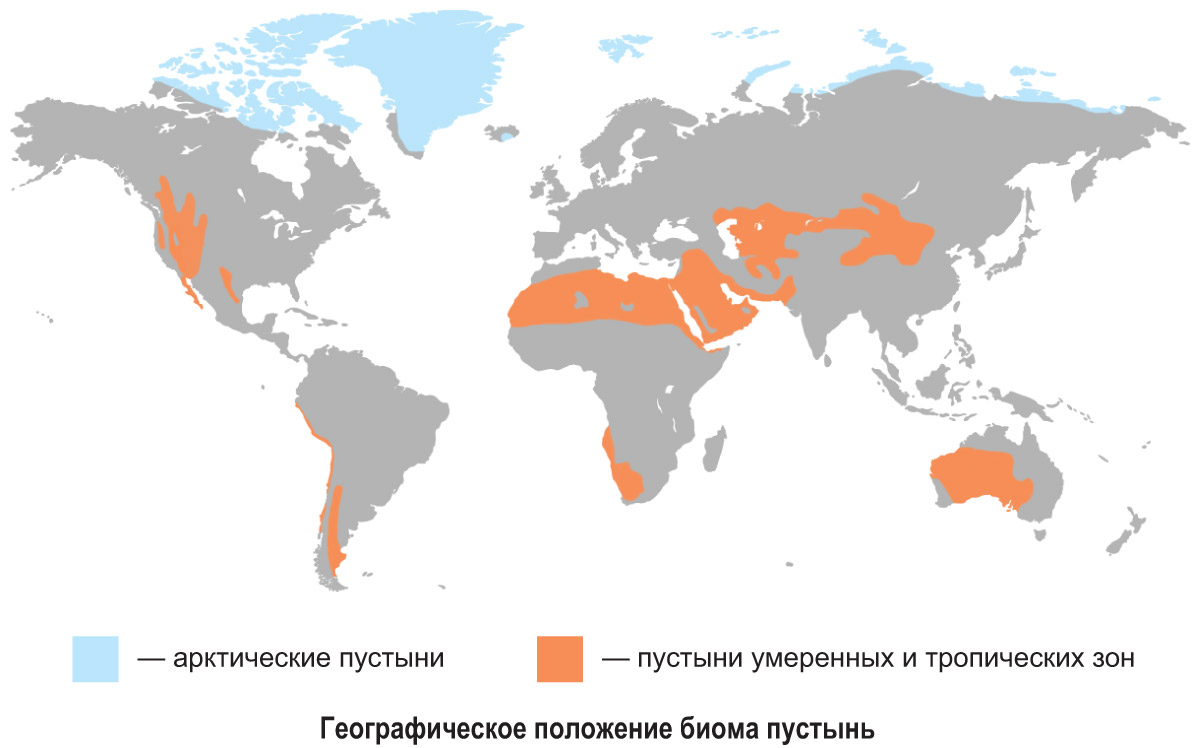 — арктические пустыни
— пустыни умеренных и тропических зон
Географическое положение биома пустынь